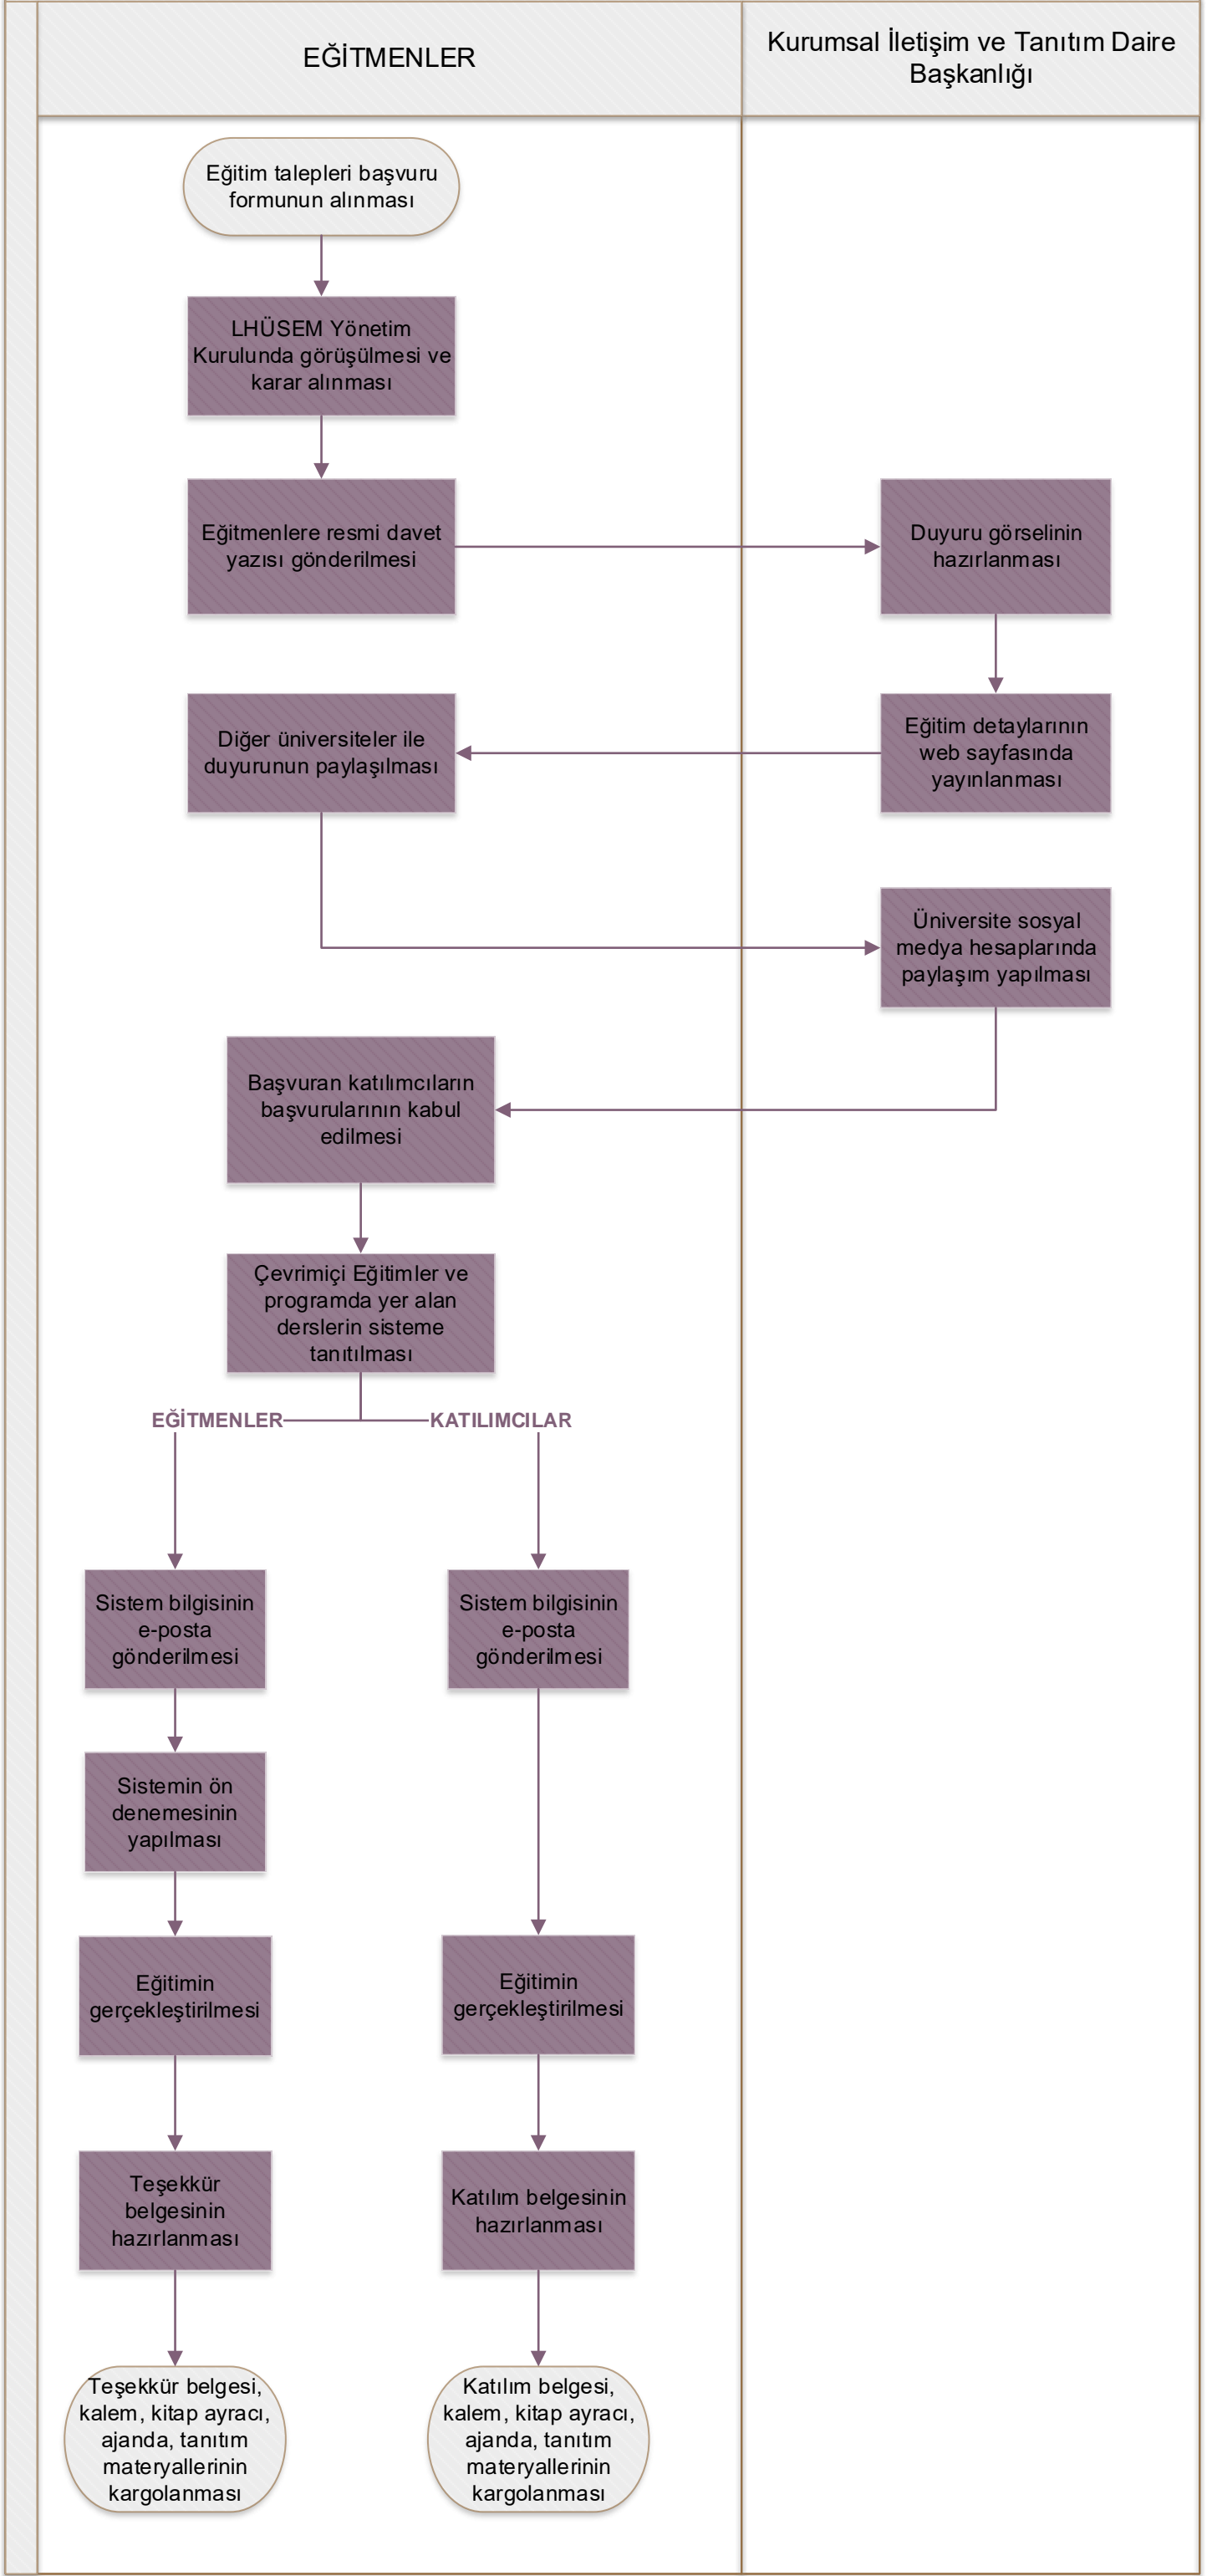 EĞİTMENLER
Kurumsal İletişim ve Tanıtım Daire
Başkanlığı
Eğitim talepleri başvuru
formunun alınması
LHÜSEM Yönetim
Kurulunda görüşülmesi ve
karar alınması
Eğitmenlere resmi davet
yazısı gönderilmesi
Duyuru görselinin
hazırlanması
Eğitim detaylarının
web sayfasında
yayınlanması
Diğer üniversiteler ile
duyurunun paylaşılması
Üniversite sosyal
medya hesaplarında
paylaşım yapılması
Başvuran katılımcıların
başvurularının kabul
edilmesi
Çevrimiçi Eğitimler ve
programda yer alan
derslerin sisteme
tanıtılması
EĞİTMENLER
KATILIMCILAR
Sistem bilgisinin
e-posta
gönderilmesi
Sistem bilgisinin
e-posta
gönderilmesi
Sistemin ön
denemesinin
yapılması
Eğitimin
gerçekleştirilmesi
Eğitimin
gerçekleştirilmesi
Teşekkür
belgesinin
hazırlanması
Katılım belgesinin
hazırlanması
Teşekkür belgesi,
kalem, kitap ayracı,
ajanda, tanıtım
materyallerinin
kargolanması
Katılım belgesi,
kalem, kitap ayracı,
ajanda, tanıtım
materyallerinin
kargolanması